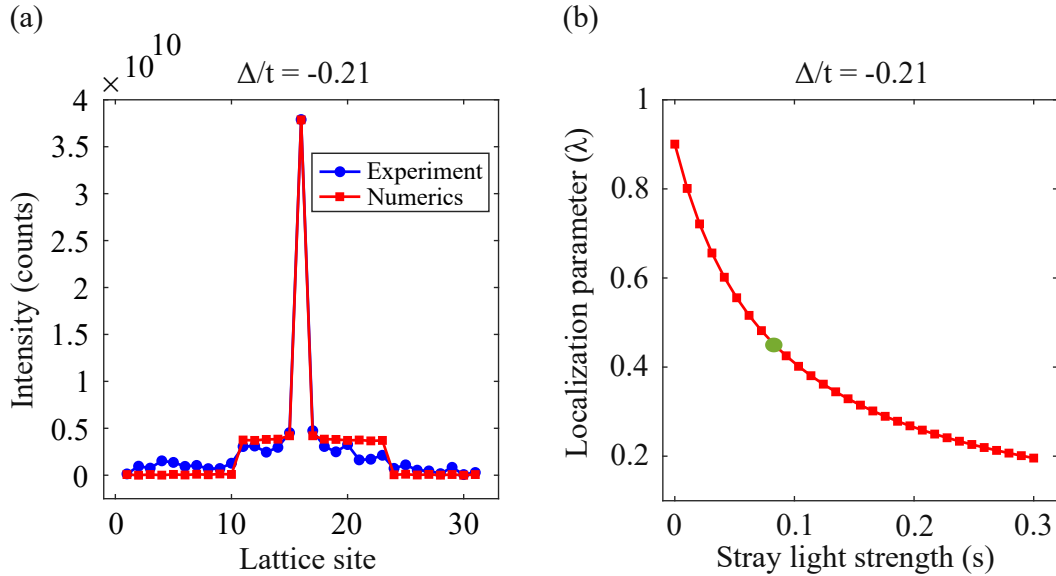 (a)
× 10^10
Δ/t = -0.21
4
3.5
3
2.5
2
1.5
1
0.5
0
Intensity (counts)
Experiment
Numerics
0
10
20
30
Lattice site
(b)
Δ/t = -0.21
1
0.8
0.6
0.4
0.2
Localization parameter (λ)
0
0.1
0.2
0.3
Stray light strength (s)